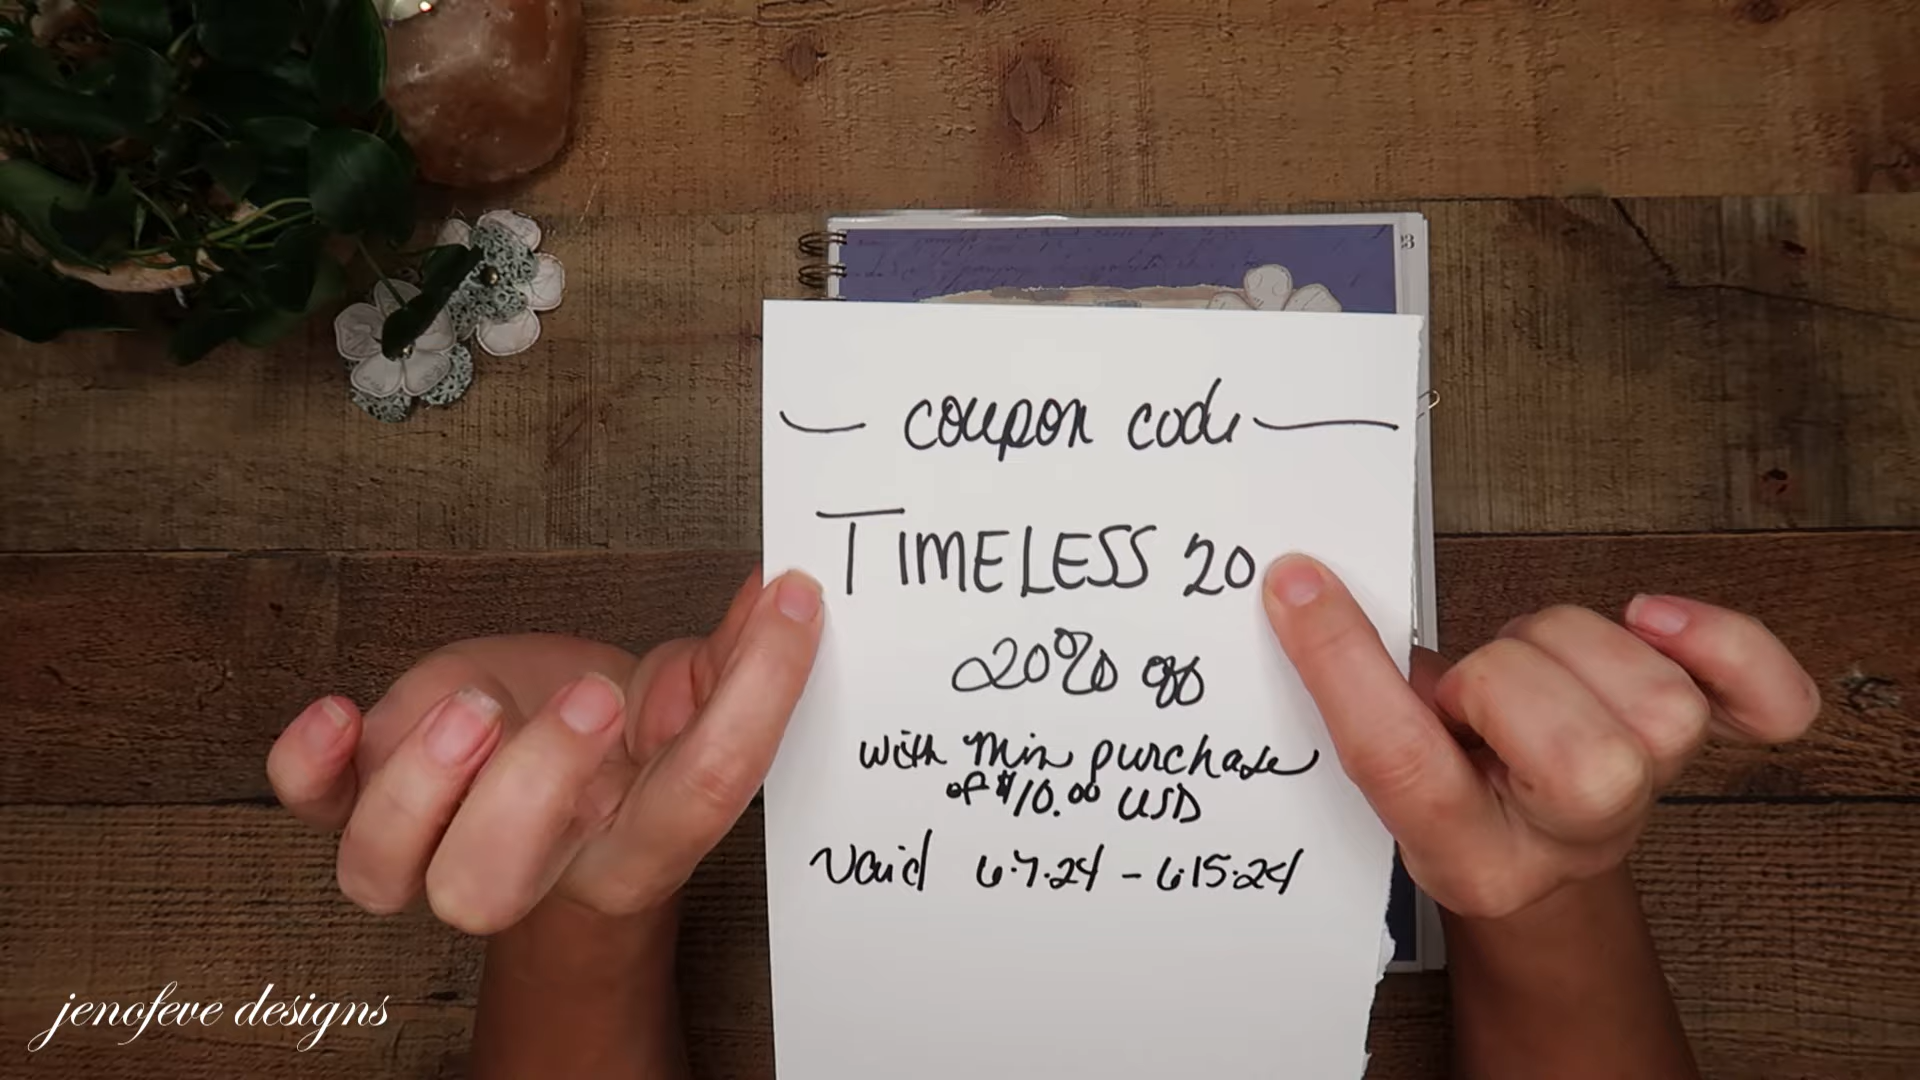 coupon code
TIMELESS 20
20% off
with min purchase
of $10.00 USD
Valid 6.7.24 - 6.15.24
jenofeve designs